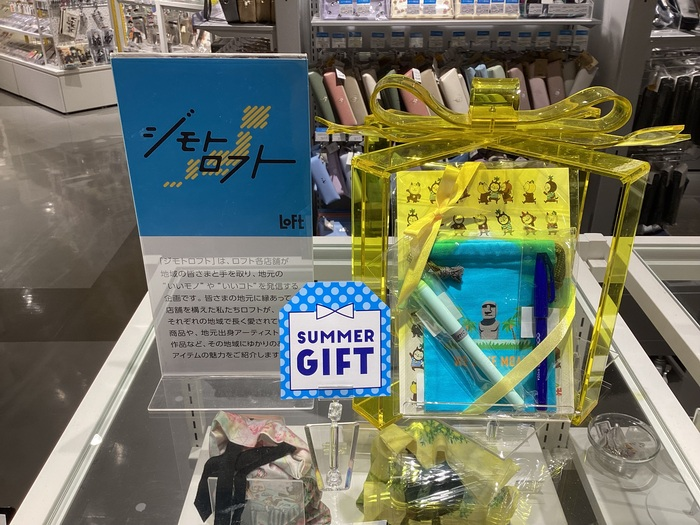 ジモトロフト
LOFT
「ジモトロフト」は、ロフト各店舗が
地域の皆さまと手を取り、地元の
"いいモノ" や "いいコト" を発信する
企画です。皆さまの地元に縁あって
店舗を構えた私たちロフトが、
それぞれの地域で長く愛されて
商品や、地元出身アーティスト
作品など、その地域にゆかりの
アイテムの魅力をご紹介します
SUMMER
GIFT